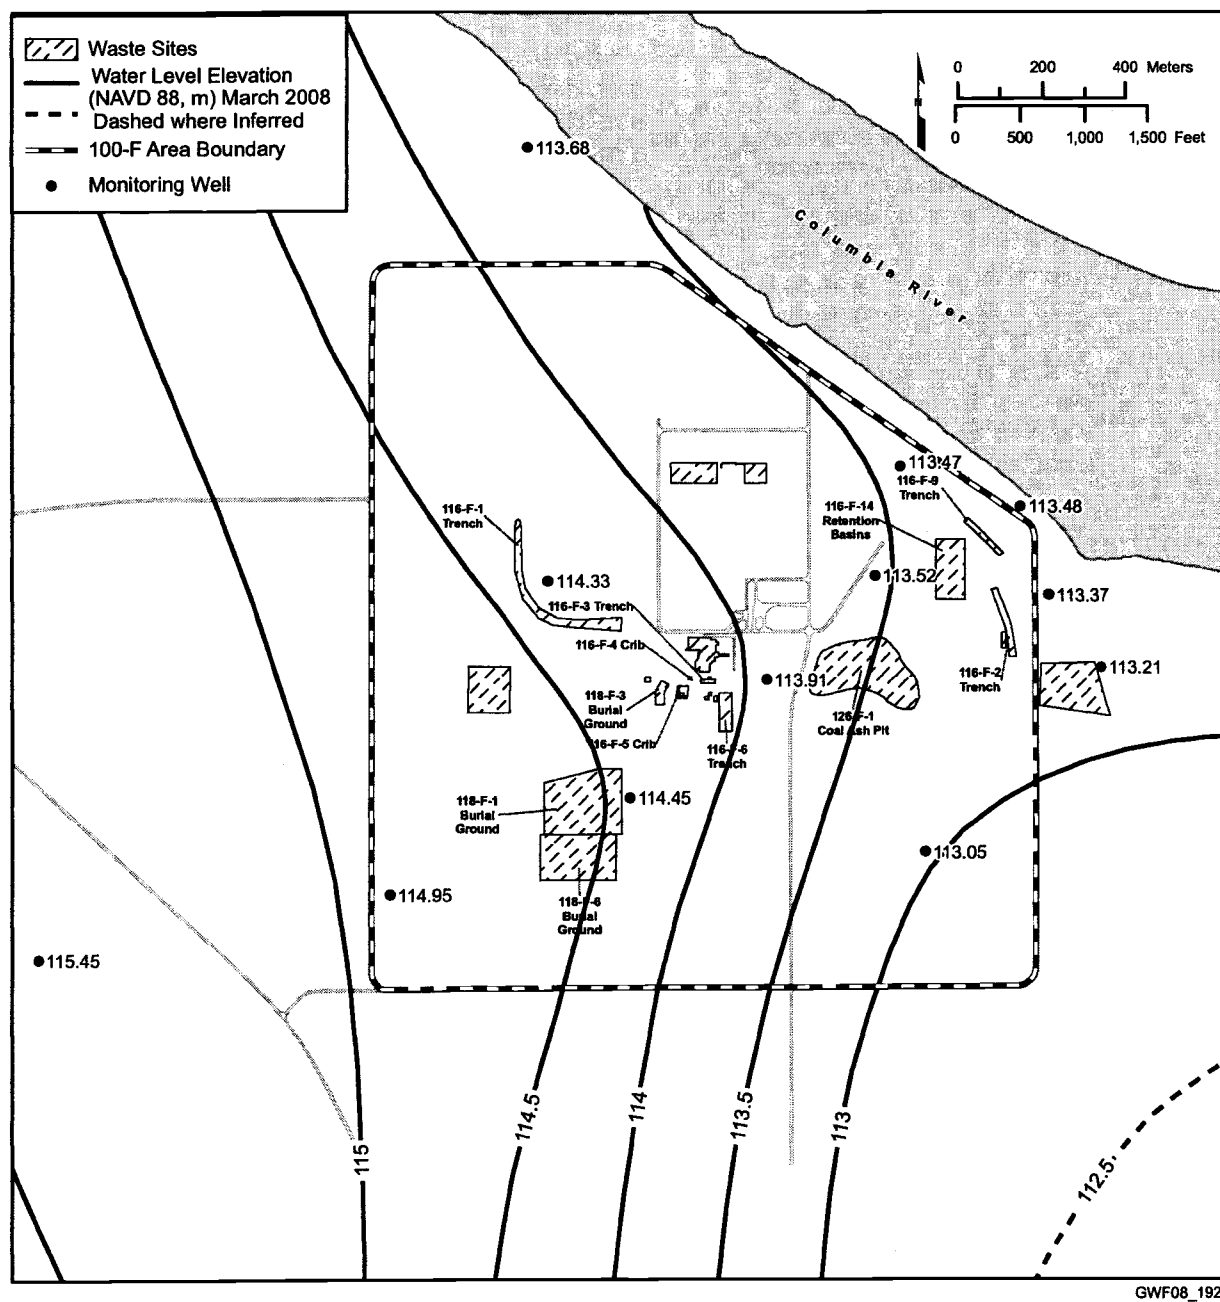 Waste Sites
Water Level Elevation
(NAVD 88, m) March 2008
Dashed where Inferred
100-F Area Boundary
Monitoring Well
0 200 400 Meters
0 500 1,000 1,500 Feet
113.68
Columbia River
113.47
116-F-9
Trench
113.48
116-F-14
Retention
Basins
116-F-1
Trench
114.33
113.52
113.37
116-F-3 Trench
116-F-4 Crib
113.91
116-F-2
Trench
113.21
118-F-3
Burial
Ground
126-F-1
Coal Ash Pit
116-F-5 Crib
116-F-6
Trench
118-F-1
Burial
Ground
114.45
113.05
114.95
118-F-6
Burial
Ground
115.45
115
114.5
114
113.5
113
112.5
GWF08_192